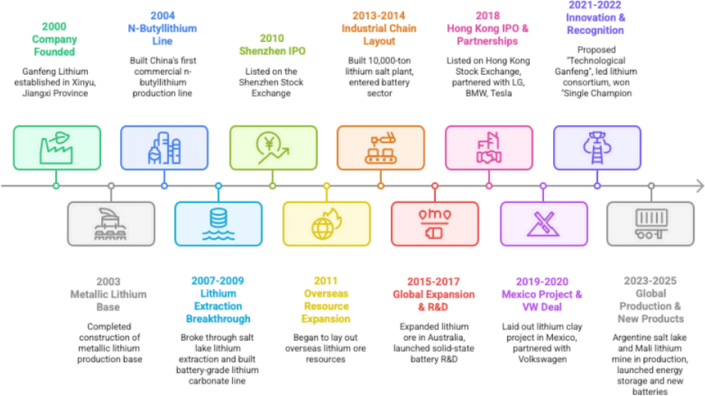 2000
Company
Founded
Ganfeng Lithium
established in Xinyu,
Jiangxi Province
2004
N-Butyllithium
Line
Built China's first
commercial n-
butyllithium
production line
2010
Shenzhen IPO
Listed on the
Shenzhen Stock
Exchange
2013-2014
Industrial Chain
Layout
Built 10,000-ton
lithium salt plant,
entered battery
sector
2018
Hong Kong IPO &
Partnerships
Listed on Hong Kong
Stock Exchange,
partnered with LG,
BMW, Tesla
2021-2022
Innovation &
Recognition
Proposed
"Technological
Ganfeng", led lithium
consortium, won
"Single Champion
¥
2003
Metallic Lithium
Base
Completed
construction of
metallic lithium
production base
2007-2009
Lithium
Extraction
Breakthrough
Broke through salt
lake lithium
extraction and built
battery-grade lithium
carbonate line
2011
Overseas
Resource
Expansion
Began to lay out
overseas lithium ore
resources
2015-2017
Global Expansion
& R&D
Expanded lithium
ore in Australia,
launched solid-state
battery R&D
2019-2020
Mexico Project &
VW Deal
Laid out lithium clay
project in Mexico,
partnered with
Volkswagen
2023-2025
Global
Production &
New Products
Argentine salt lake
and Mali lithium
mine in production,
launched energy
storage and new
batteries